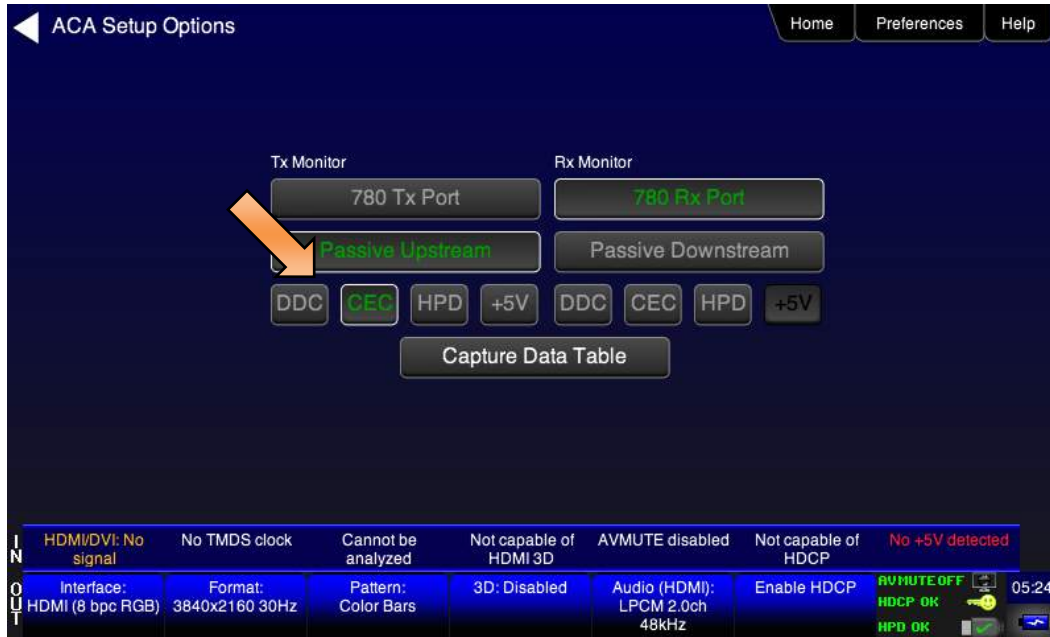 ACA Setup Options
Home
Preferences
Help
Tx Monitor
Rx Monitor
780 Tx Port
780 Rx Port
Passive Upstream
Passive Downstream
DDC
CEC
HPD
+5V
DDC
CEC
HPD
+5V
Capture Data Table
IN
HDMI/DVI: No
signal
No TMDS clock
Cannot be
analyzed
Not capable of
HDMI 3D
AVMUTE disabled
Not capable of
HDCP
No +5V detected
OUT
Interface:
HDMI (8 bpc RGB)
Format:
3840x2160 30Hz
Pattern:
Color Bars
3D: Disabled
Audio (HDMI):
LPCM 2.0ch
48kHz
Enable HDCP
AVMUTE OFF
HDCP OK
HPD OK
05:24